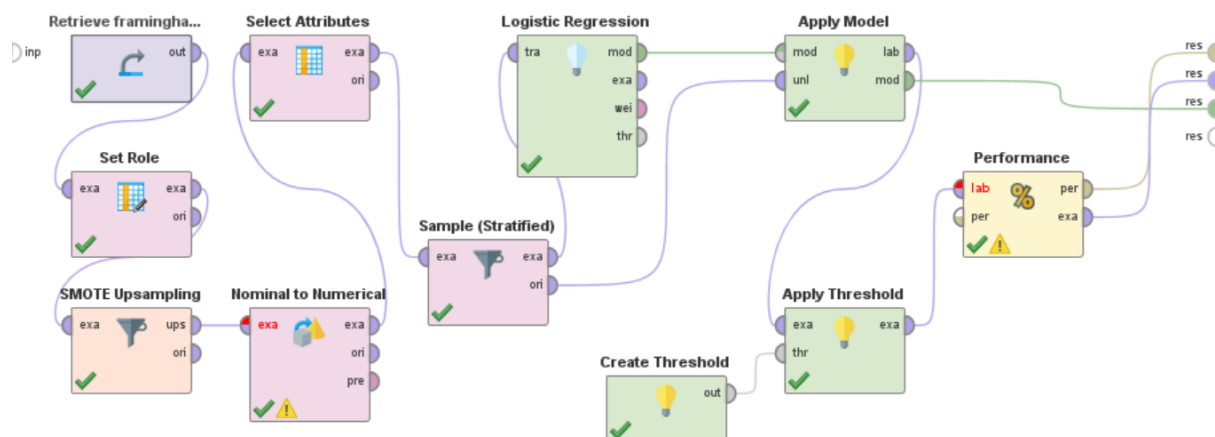 Retrieve framingha...
Select Attributes
Logistic Regression
Apply Model
inp
out
exa
exa
ori
tra
mod
exa
wei
thr
mod
unl
lab
mod
res
res
res
res
Set Role
exa
exa
ori
Sample (Stratified)
exa
exa
ori
Performance
lab
per
per
exa
%
SMOTE Upsampling
exa
ups
ori
Nominal to Numerical
exa
exa
ori
pre
Apply Threshold
exa
thr
exa
Create Threshold
out